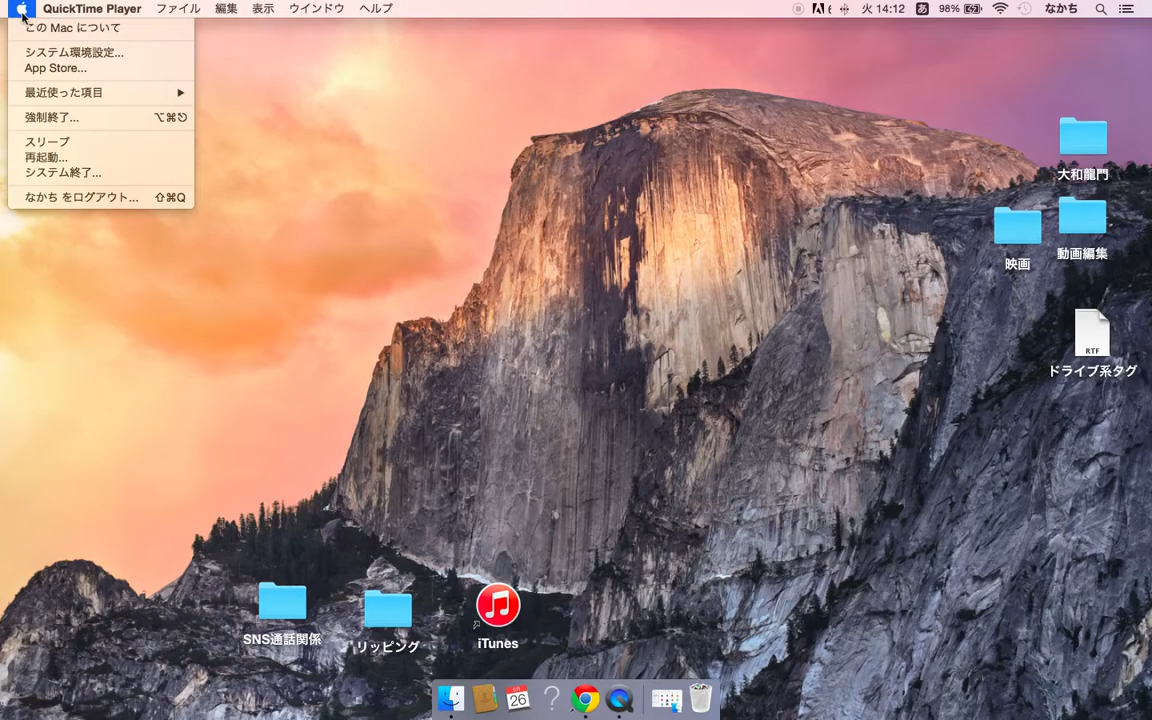 QuickTime Player ファイル 編集 表示 ウインドウ ヘルプ 6 火 14:12 あ 98% なかち
この Mac について
システム環境設定...
App Store...
最近使った項目 ▶
強制終了... ⌥⌘⎋
スリープ
再起動...
システム終了...
なかち をログアウト... ⇧⌘Q
大和龍門
動画編集
映画
RTF
ドライブ系タグ
SNS通話関係
リッピング
iTunes
26